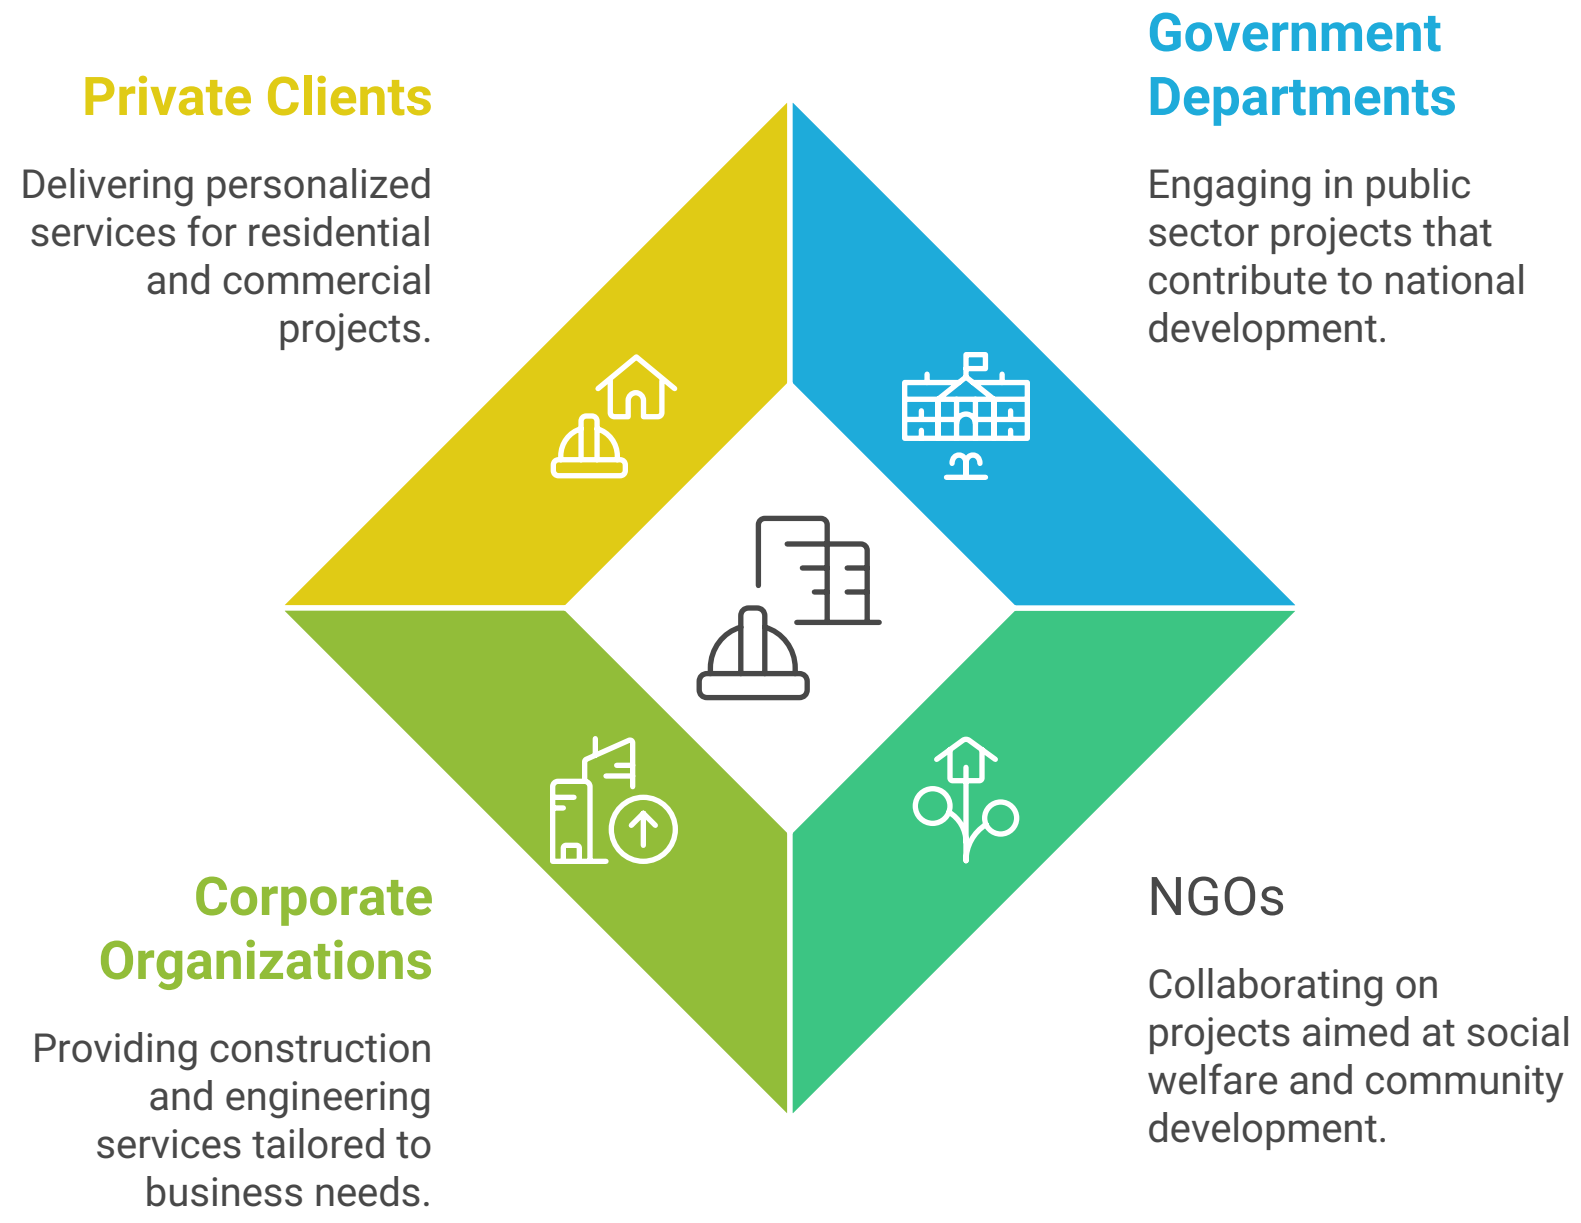 Private Clients
Delivering personalized
services for residential
and commercial
projects.
Government
Departments
Engaging in public
sector projects that
contribute to national
development.
Corporate
Organizations
Providing construction
and engineering
services tailored to
business needs.
NGOs
Collaborating on
projects aimed at social
welfare and community
development.